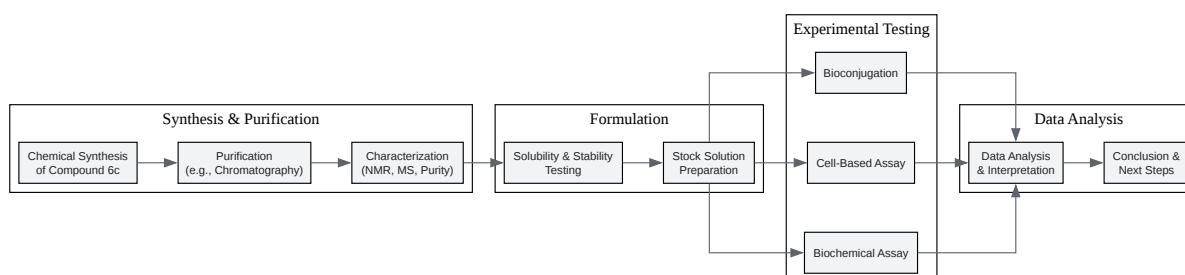 Experimental Testing
Bioconjugation
Synthesis & Purification
Formulation
Data Analysis
Chemical Synthesis
of Compound 6c
Purification
(e.g., Chromatography)
Characterization
(NMR, MS, Purity)
Solubility & Stability
Testing
Stock Solution
Preparation
Cell-Based Assay
Data Analysis
& Interpretation
Conclusion &
Next Steps
Biochemical Assay